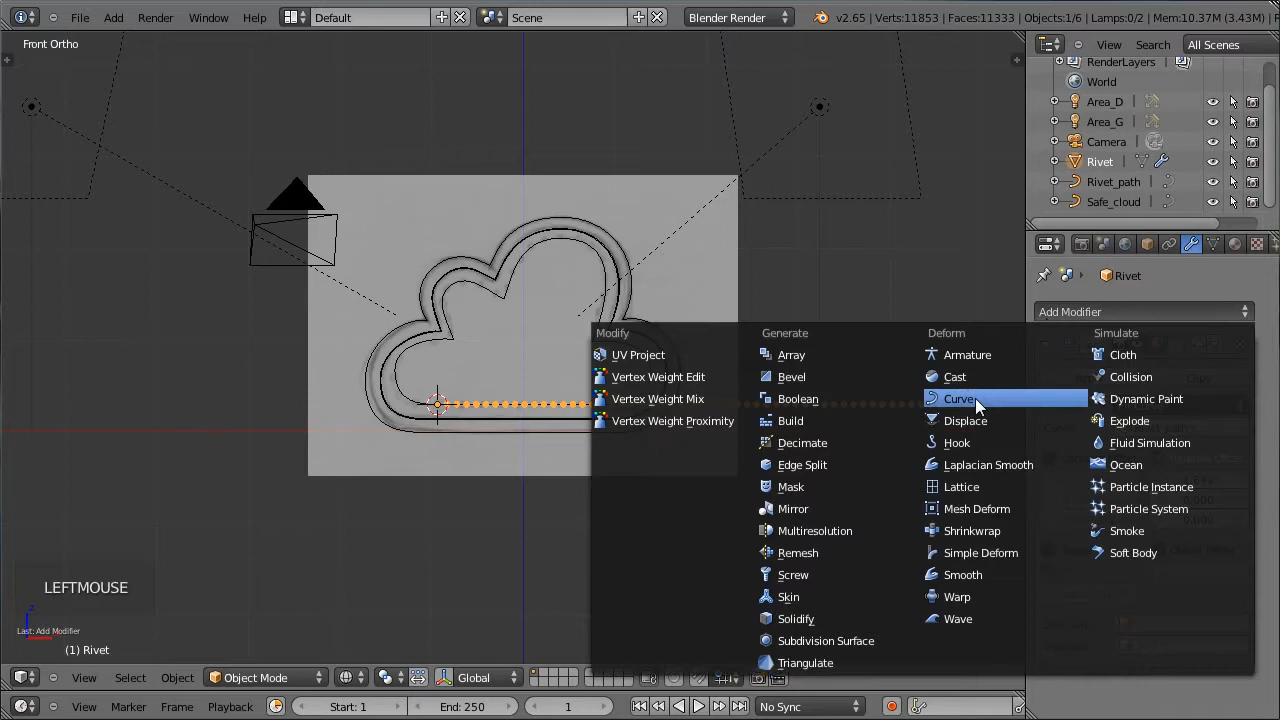 File Add Render Window Help Default Scene Blender Render v2.65 | Verts:11853 | Faces:11333 | Objects:1/6 | Lamps:0/2 | Mem:10.37M (3.43M) | R
Front Ortho
View Search All Scenes
RenderLayers
World
Area_D
Area_G
Camera
Rivet
Rivet_path
Safe_cloud
Rivet
Add Modifier
Modify Generate Deform Simulate
UV Project Array Armature Cloth
Vertex Weight Edit Bevel Cast Collision
Vertex Weight Mix Boolean Curve Dynamic Paint
Vertex Weight Proximity Build Displace Explode
Decimate Hook Fluid Simulation
Edge Split Laplacian Smooth Ocean
Mask Lattice Particle Instance
Mirror Mesh Deform Particle System
Multiresolution Shrinkwrap Smoke
Remesh Simple Deform Soft Body
Screw Smooth
Skin Warp
Solidify Wave
Subdivision Surface
Triangulate
LEFTMOUSE
z
Last: Add Modifier
(1) Rivet
View Select Object Object Mode Global
View Marker Frame Playback Start: 1 End: 250 1 No Sync